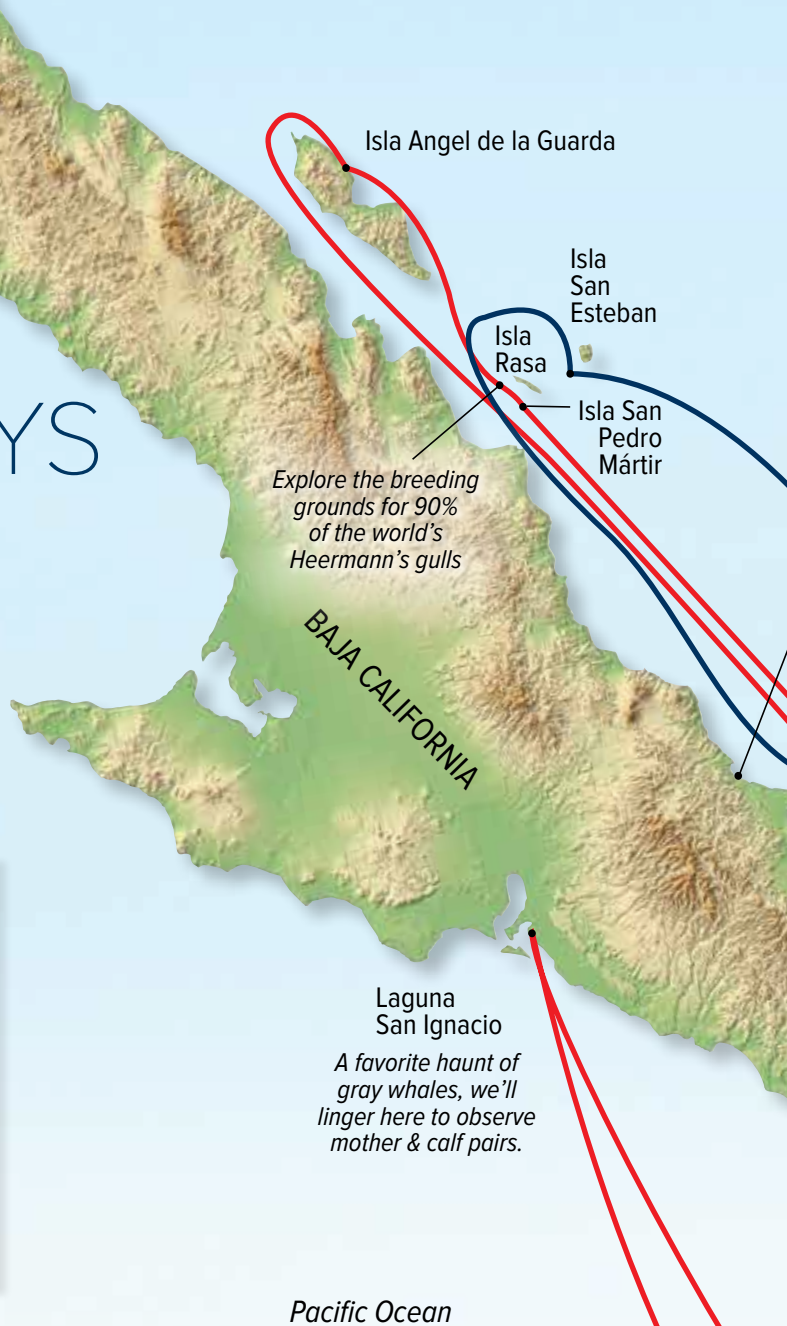 Isla Angel de la Guarda
Isla
San
Esteban
Isla
Rasa
Isla San
Pedro
Mártir
YS
Explore the breeding
grounds for 90%
of the world's
Heermann's gulls
BAJA CALIFORNIA
Laguna
San Ignacio
A favorite haunt of
gray whales, we'll
linger here to observe
mother & calf pairs.
Pacific Ocean